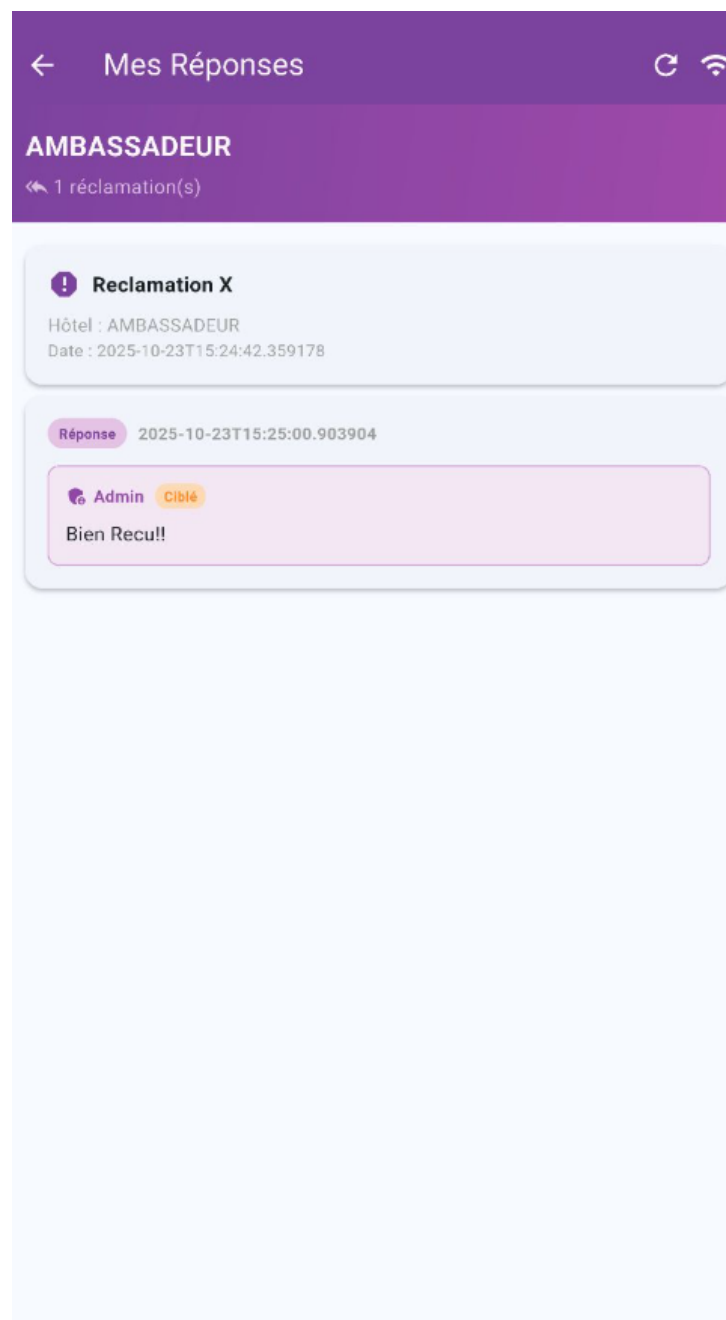 Mes Réponses
AMBASSADEUR
1 réclamation(s)
Reclamation X
Hôtel : AMBASSADEUR
Date : 2025-10-23T15:24:42.359178
Réponse 2025-10-23T15:25:00.903904
Admin Ciblé
Bien Recu!!